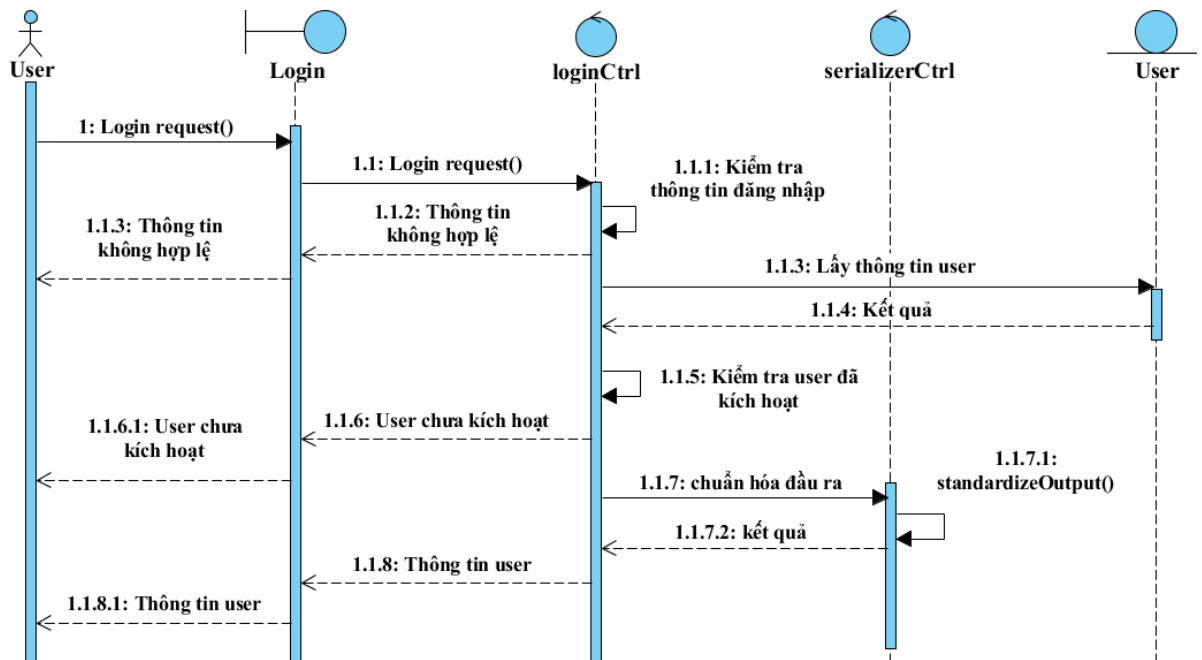 User
Login
loginCtrl
serializerCtrl
User
1: Login request()
1.1: Login request()
1.1.1: Kiểm tra
thông tin đăng nhập
1.1.2: Thông tin
không hợp lệ
1.1.3: Thông tin
không hợp lệ
1.1.3: Lấy thông tin user
1.1.4: Kết quả
1.1.5: Kiểm tra user đã
kích hoạt
1.1.6: User chưa kích hoạt
1.1.6.1: User chưa
kích hoạt
1.1.7: chuẩn hóa đầu ra
1.1.7.1:
standardizeOutput()
1.1.7.2: kết quả
1.1.8: Thông tin user
1.1.8.1: Thông tin user